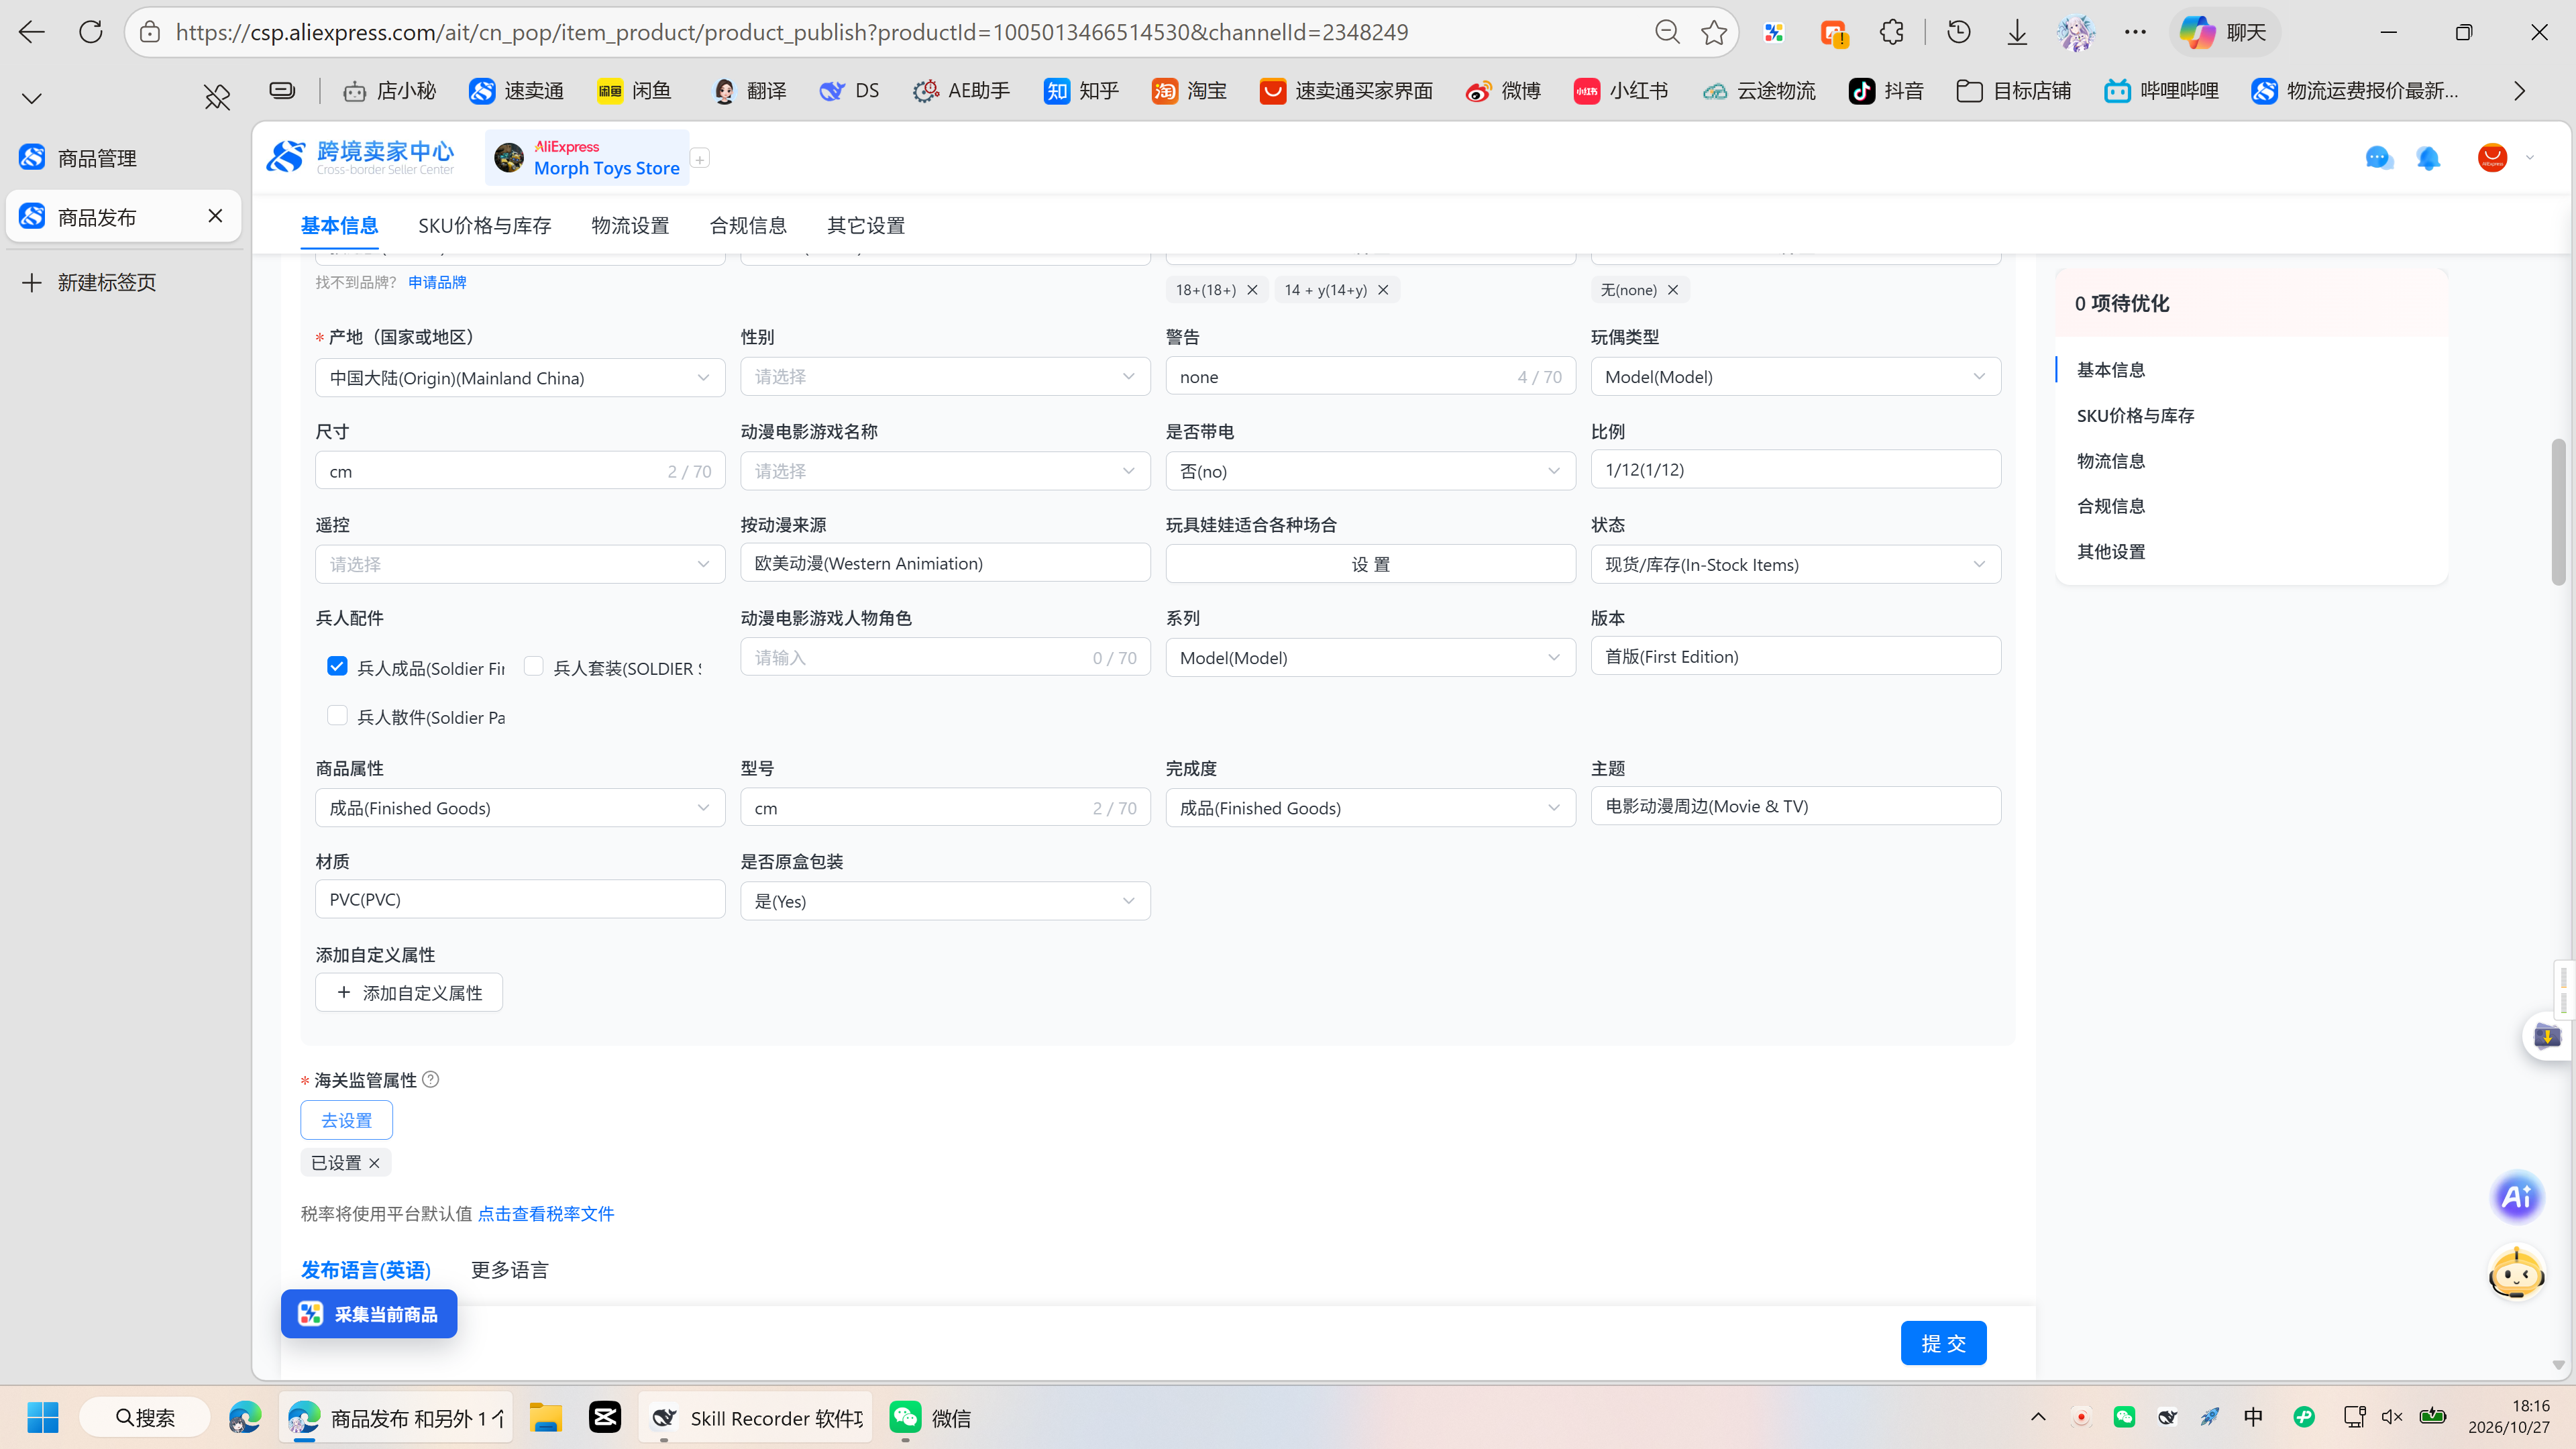 https://csp.aliexpress.com/ait/cn_pop/item_product/product_publish?productId=1005013466514530&channelId=2348249
聊天
店小秘 速卖通 闲鱼 翻译 DS AE助手 知乎 淘宝 速卖通买家界面 微博 小红书 云途物流 抖音 目标店铺 哔哩哔哩 物流运费报价最新...
商品管理
商品发布
新建标签页
跨境卖家中心
Cross-border Seller Center
AliExpress
Morph Toys Store
基本信息 SKU价格与库存 物流设置 合规信息 其它设置
找不到品牌? 申请品牌
18+(18+) 14 + y(14+y) 无(none)
* 产地（国家或地区） 性别 警告 玩偶类型
中国大陆(Origin)(Mainland China) 请选择 none 4 / 70 Model(Model)
尺寸 动漫电影游戏名称 是否带电 比例
cm 2 / 70 请选择 否(no) 1/12(1/12)
遥控 按动漫来源 玩具娃娃适合各种场合 状态
请选择 欧美动漫(Western Animiation) 设 置 现货/库存(In-Stock Items)
兵人配件 动漫电影游戏人物角色 系列 版本
兵人成品(Soldier Fir 兵人套装(SOLDIER 请输入 0 / 70 Model(Model) 首版(First Edition)
兵人散件(Soldier Pa
商品属性 型号 完成度 主题
成品(Finished Goods) cm 2 / 70 成品(Finished Goods) 电影动漫周边(Movie & TV)
材质 是否原盒包装
PVC(PVC) 是(Yes)
添加自定义属性
+ 添加自定义属性
* 海关监管属性
去设置
已设置
税率将使用平台默认值 点击查看税率文件
发布语言(英语) 更多语言
采集当前商品
提 交
0 项待优化
基本信息
SKU价格与库存
物流信息
合规信息
其他设置
Ai
搜索 商品发布 和另外 1 个 Skill Recorder 软件功 微信
中
18:16
2026/10/27